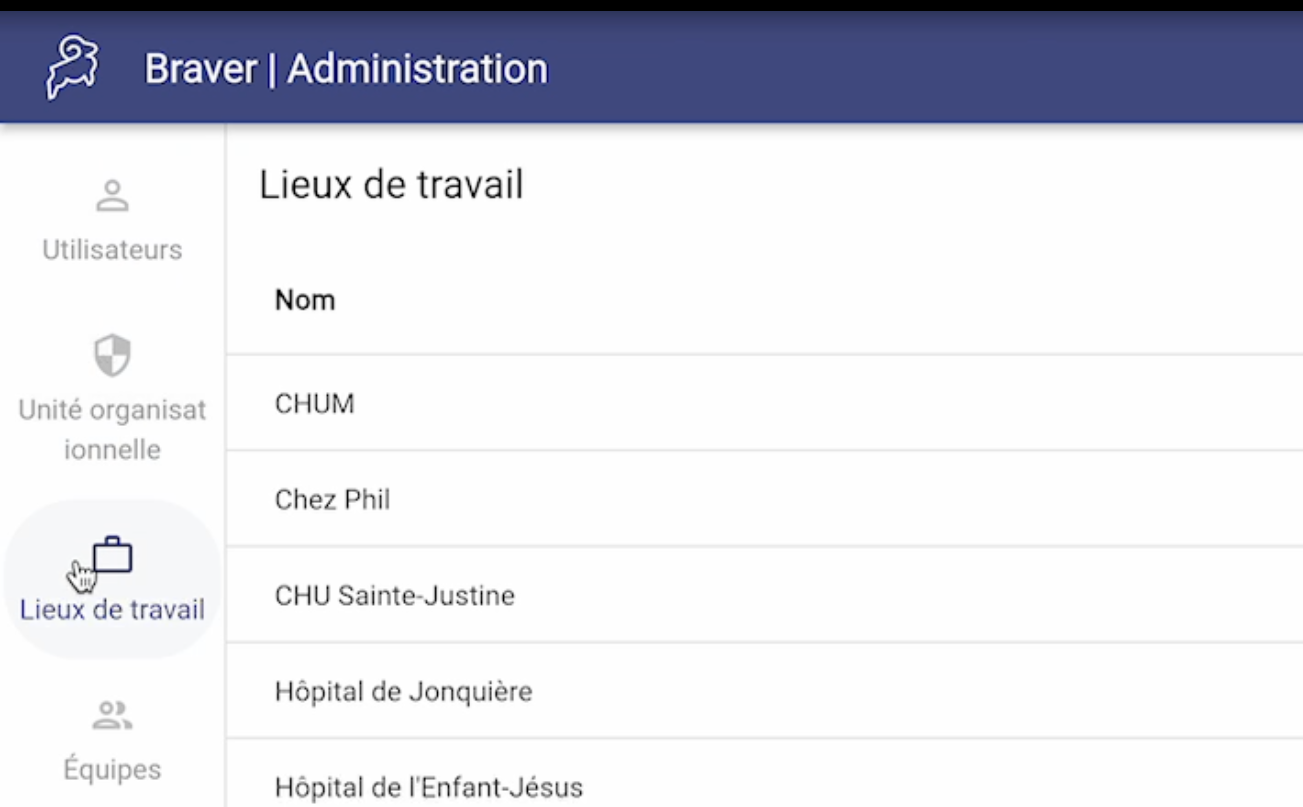 Braver | Administration
Utilisateurs
Unité organisat
ionnelle
Lieux de travail
Équipes
Lieux de travail
Nom
CHUM
Chez Phil
CHU Sainte-Justine
Hôpital de Jonquière
Hôpital de l'Enfant-Jésus